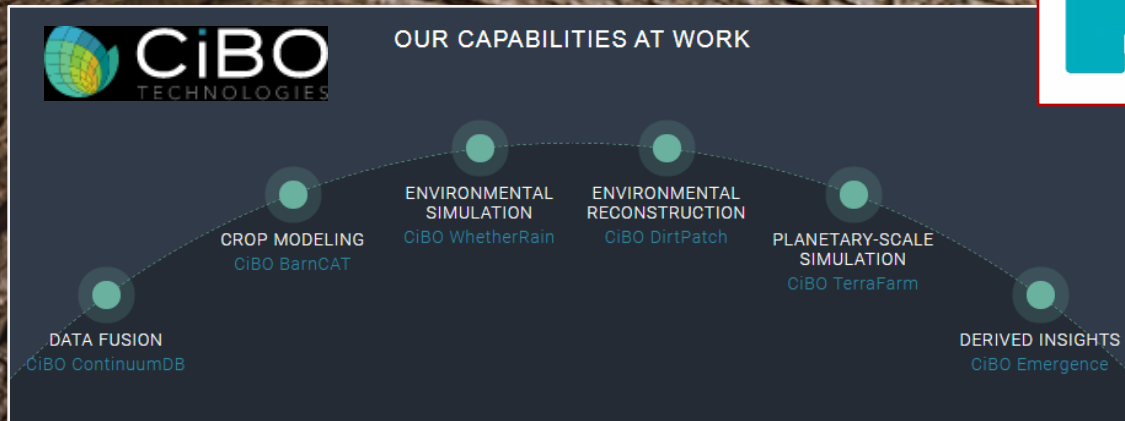 CiBO
TECHNOLOGIES
OUR CAPABILITIES AT WORK
ENVIRONMENTAL
SIMULATION
CiBO WhetherRain
ENVIRONMENTAL
RECONSTRUCTION
CiBO DirtPatch
CROP MODELING
CiBO BarnCAT
PLANETARY-SCALE
SIMULATION
CiBO TerraFarm
DATA FUSION
CiBO ContinuumDB
DERIVED INSIGHTS
CiBO Emergence